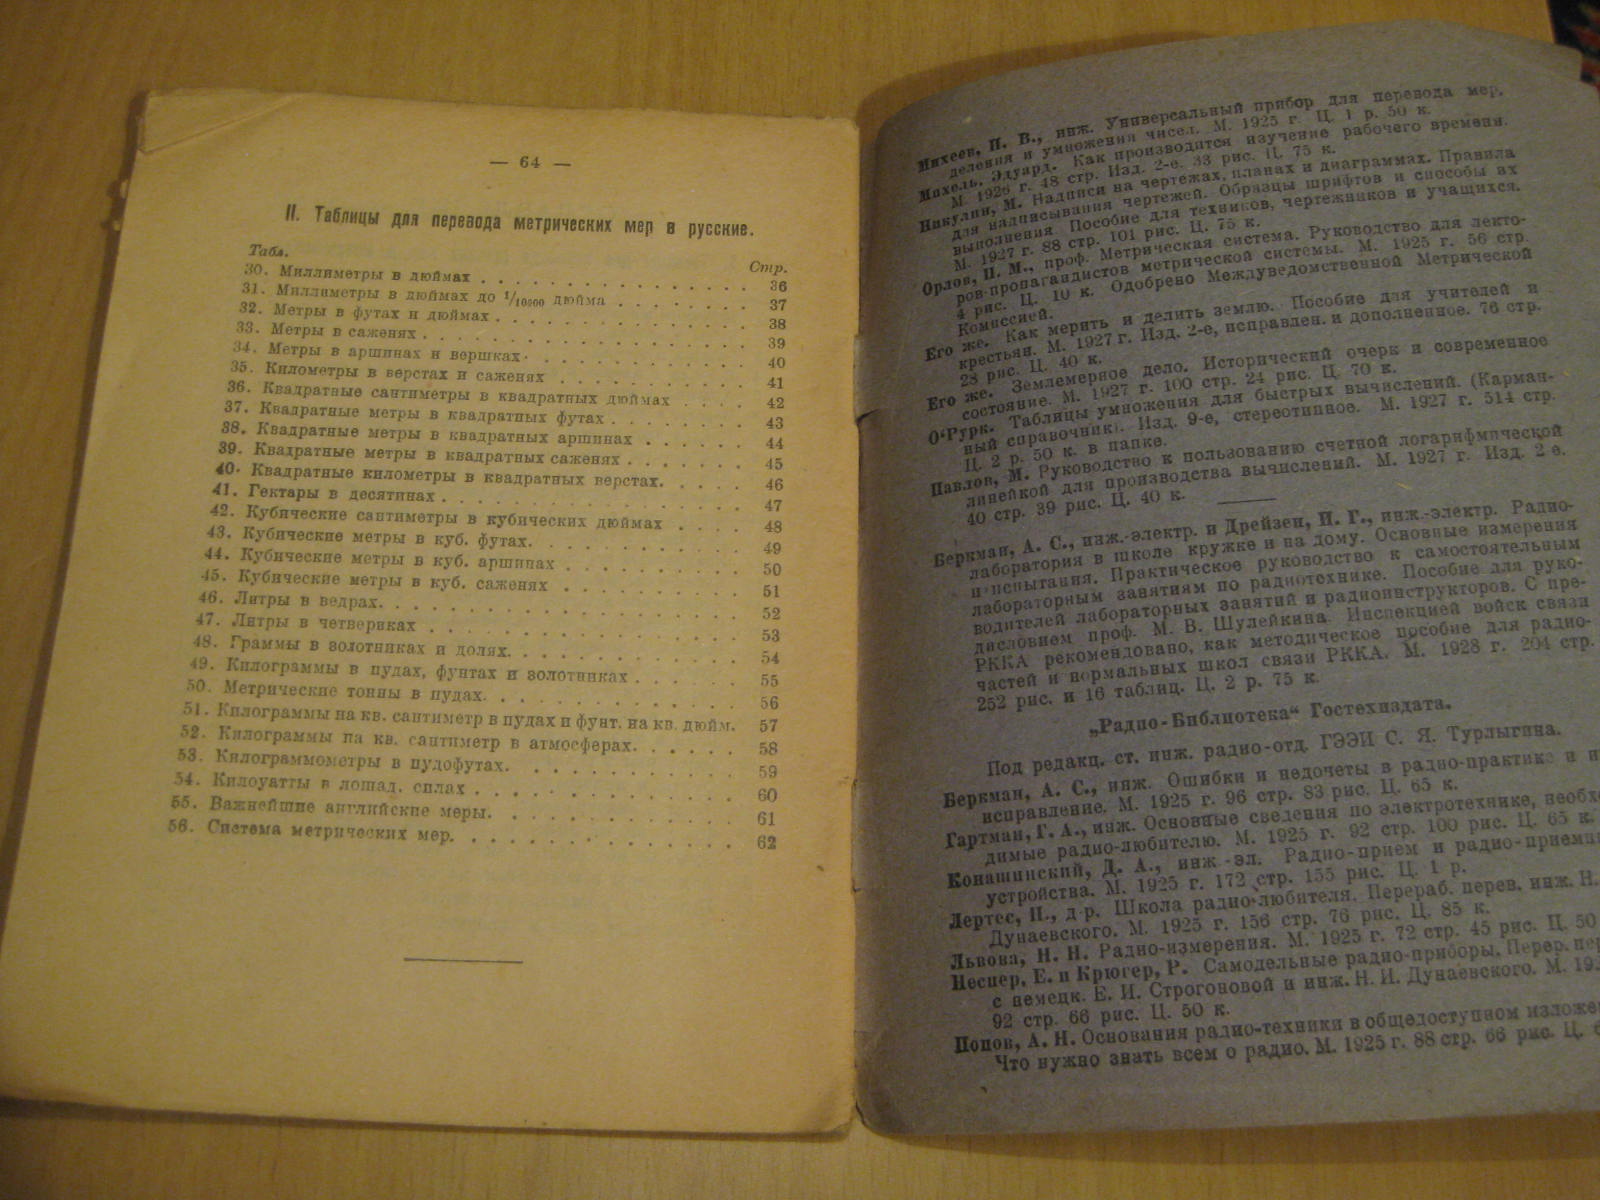 — 64 —
II. Таблицы для перевода метрических мер в русские.
Табл. Стр.
30. Миллиметры в дюймах . . . . . . . . . . . . . . 36
31. Миллиметры в дюймах до 1/10000 дюйма . . . . . . . 37
32. Метры в футах и дюймах . . . . . . . . . . . . . 38
33. Метры в саженях . . . . . . . . . . . . . . . . 39
34. Метры в аршинах и вершках . . . . . . . . . . . . 40
35. Километры в верстах и саженях . . . . . . . . . . 41
36. Квадратные сантиметры в квадратных дюймах . . . . 42
37. Квадратные метры в квадратных футах . . . . . . . 43
38. Квадратные метры в квадратных аршинах . . . . . . 44
39. Квадратные метры в квадратных саженях . . . . . . 45
40. Квадратные километры в квадратных верстах. . . . . 46
41. Гектары в десятинах . . . . . . . . . . . . . . . 47
42. Кубические сантиметры в кубических дюймах . . . . 48
43. Кубические метры в куб. футах. . . . . . . . . . . 49
44. Кубические метры в куб. аршинах . . . . . . . . . 50
45. Кубические метры в куб. саженях . . . . . . . . . 51
46. Литры в ведрах. . . . . . . . . . . . . . . . . . 52
47. Литры в четвериках . . . . . . . . . . . . . . . 53
48. Граммы в золотниках и долях. . . . . . . . . . . . 54
49. Килограммы в пудах, фунтах и золотниках . . . . . . 55
50. Метрические тонны в пудах. . . . . . . . . . . . . 56
51. Килограммы на кв. сантиметр в пудах и фунт. на кв. дюйм. 57
52. Килограммы на кв. сантиметр в атмосферах. . . . . . 58
53. Килограммометры в пудофутах. . . . . . . . . . . . 59
54. Килоуатты в лошад. силах . . . . . . . . . . . . . 60
55. Важнейшие английские меры. . . . . . . . . . . . . 61
56. Система метрических мер. . . . . . . . . . . . . . 62
Михеев, П. В., инж. Универсальный прибор для перевода мер,
деления и умножения чисел. М. 1925 г. Ц. 1 р. 50 к.
Михель, Эдуард. Как производится изучение рабочего времени.
М. 1926 г. 48 стр. Изд. 2-е. 33 рис. Ц. 75 к.
Никулин, М. Надписи на чертежах, планах и диаграммах. Правила
для надписывания чертежей. Образцы шрифтов и способы их
выполнения Пособие для техников, чертежников и учащихся.
М. 1927 г. 88 стр. 101 рис. Ц. 75 к.
Орлов, П. М., проф. Метрическая система. Руководство для лекто-
ров-пропагандистов метрической системы. М. 1925 г. 56 стр.
4 рис. Ц. 10 к. Одобрено Междуведомственной Метрической
Комиссией.
Его же. Как мерить и делить землю. Пособие для учителей и
крестьян. М. 1927 г. Изд. 2-е, исправлен. и дополненное. 76 стр.
28 рис. Ц. 40 к.
Его же. Землемерное дело. Исторический очерк и современное
состояние. М. 1927 г. 100 стр. 24 рис. Ц. 70 к.
О'Рурк. Таблицы умножения для быстрых вычислений. (Карман-
ный справочник). Изд. 9-е, стереотипное. М. 1927 г. 514 стр.
Ц. 2 р. 50 к. в папке.
Павлов, М. Руководство к пользованию счетной логарифмической
линейкой для производства вычислений. М. 1927 г. Изд. 2 е.
40 стр. 39 рис. Ц. 40 к.
Беркман, А. С., инж.-электр. и Дрейзен, И. Г., инж.-электр. Радио-
лаборатория в школе кружке и на дому. Основные измерения
и испытания. Практическое руководство к самостоятельным
лабораторным занятиям по радиотехнике. Пособие для руко-
водителей лабораторных занятий и радиоинструкторов. С пре-
дисловием проф. М. В. Шулейкина. Инспекцией войск связи
РККА рекомендовано, как методическое пособие для радио-
частей и нормальных школ связи РККА. М. 1928 г. 204 стр.
252 рис. и 16 таблиц. Ц. 2 р. 75 к.
„Радио-Библиотека“ Гостехиздата.
Под редакц. ст. инж. радио-отд. ГЭЭИ С. Я. Турлыгина.
Беркман, А. С., инж. Ошибки и недочеты в радио-практике и и
исправление. М. 1925 г. 96 стр. 83 рис. Ц. 65 к.
Гартман, Г. А., инж. Основные сведения по электротехнике, необхо
димые радио-любителю. М. 1925 г. 92 стр. 100 рис. Ц. 65 к.
Конашинский, Д. А., инж-эл. Радио-прием и радио-приемн
устройства. М. 1925 г. 172 стр. 155 рис. Ц. 1 р.
Лертес, П., д-р. Школа радио-любителя. Перераб. перев. инж. Н.
Дунаевского. М. 1925 г. 156 стр. 76 рис. Ц. 85 к.
Львова, Н. Н. Радио-измерения. М. 1925 г. 72 стр. 45 рис. Ц. 50
Неспер, Е. и Крюгер, Р. Самодельные радио-приборы. Перер. пер
с немецк. Е. И. Строгоновой и инж. Н. И. Дунаевского. М. 192
92 стр. 66 рис. Ц. 50 к.
Попов, А. Н. Основания радио-техники в общедоступном изложе
Что нужно знать всем о радио. М. 1925 г. 88 стр. 66 рис. Ц.